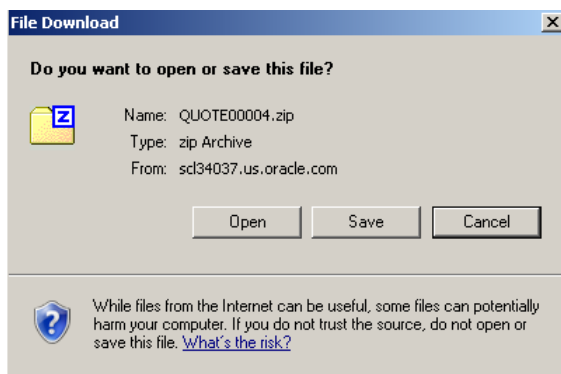 File Download
Do you want to open or save this file?
Name: QUOTE00004.zip
Type: zip Archive
From: scl34037.us.oracle.com
Open Save Cancel
While files from the Internet can be useful, some files can potentially
harm your computer. If you do not trust the source, do not open or
save this file. What's the risk?